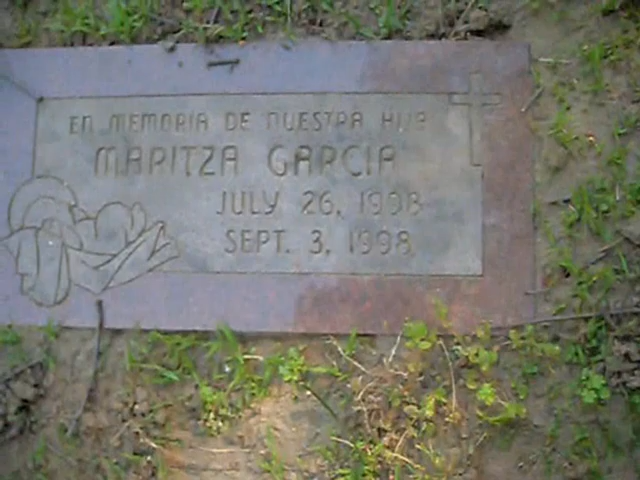 EN MEMORIA DE NUESTRA HIJA
MARITZA GARCIA
JULY 26, 1998
SEPT. 3, 1998